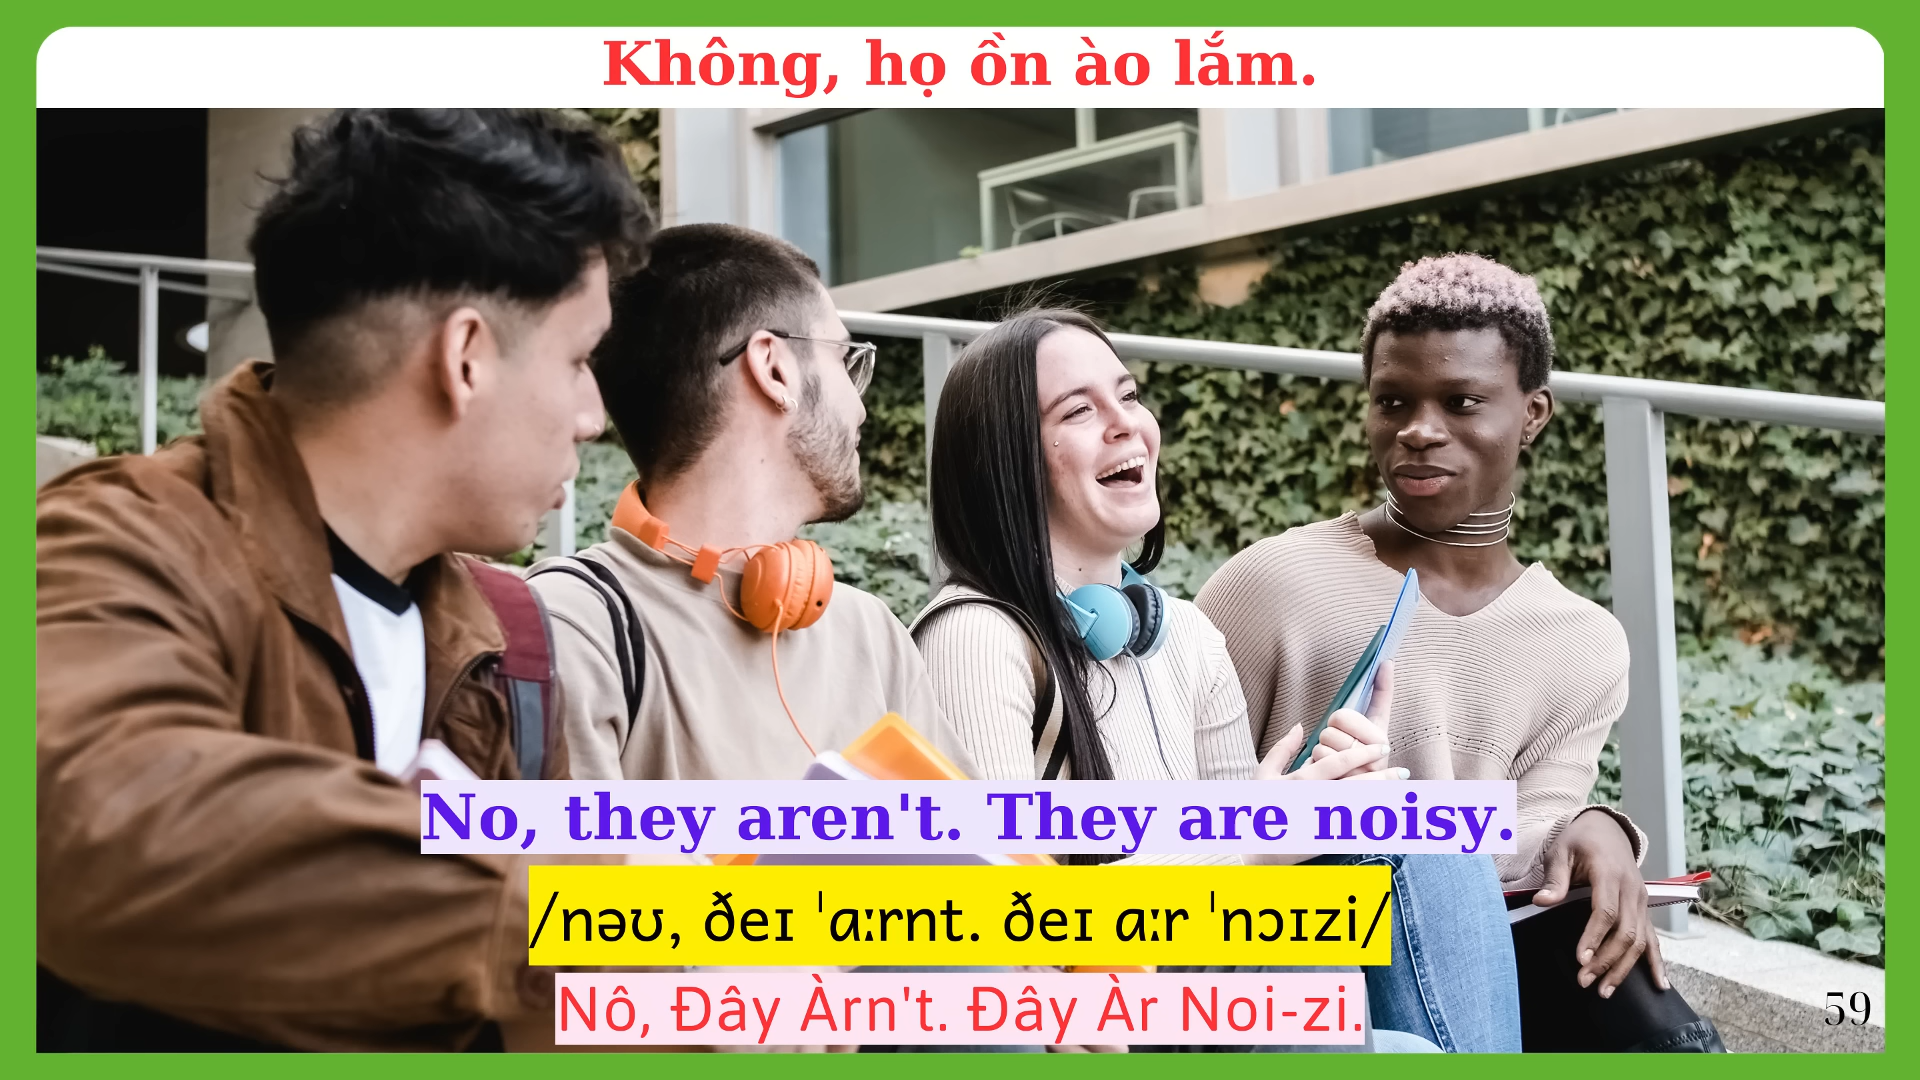 Không, họ ồn ào lắm.
No, they aren't. They are noisy.
/nəʊ, ðeɪ ˈɑːrnt. ðeɪ ɑːr ˈnɔɪzi/
Nô, Đây Àrn't. Đây Àr Noi-zi.
59